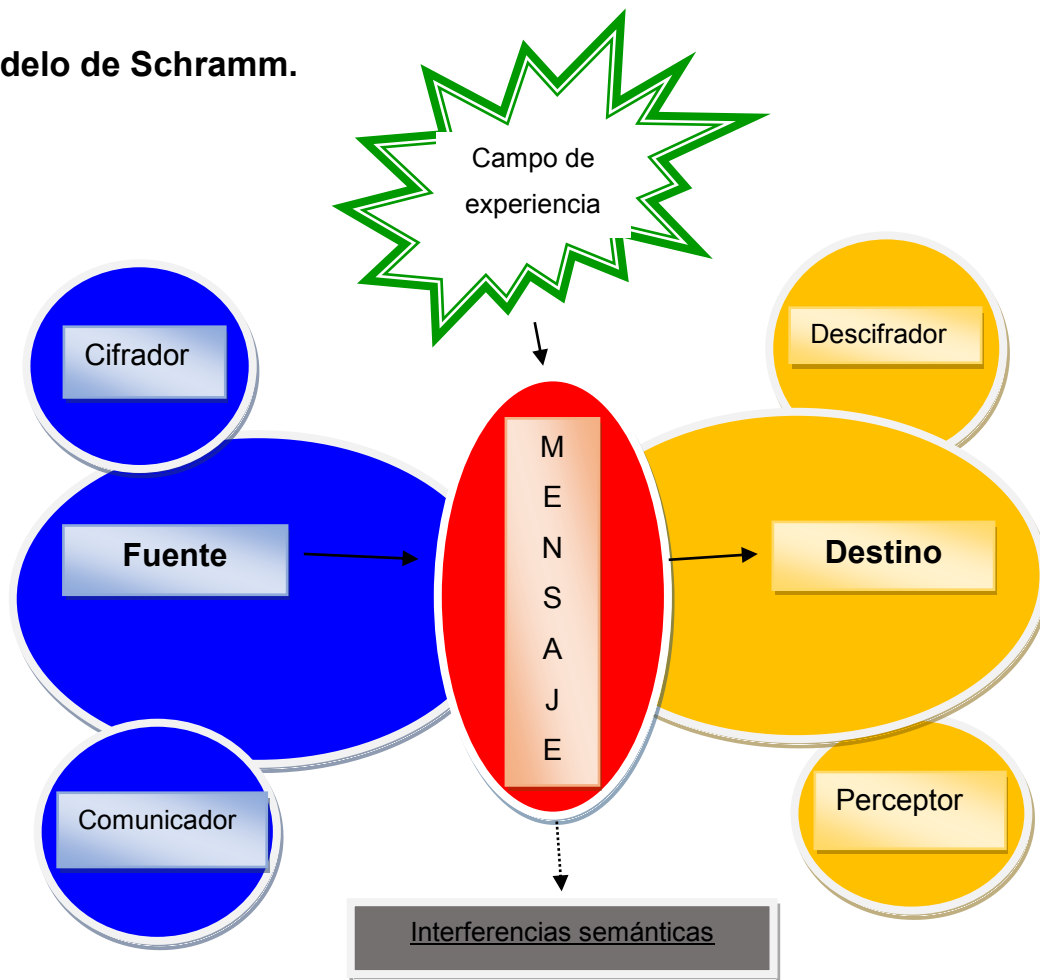 delo de Schramm.
Campo de
experiencia
Cifrador
Descifrador
M
E
N
S
A
J
E
Fuente
Destino
Comunicador
Perceptor
Interferencias semánticas